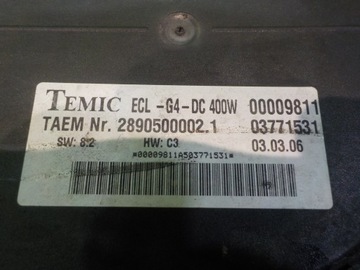 TEMIC ECL -G4-DC 400W 00009811
TAEM Nr. 2890500002.1 03771531
SW: 8.2 HW: C3 03.03.06
*00009811A503771531*